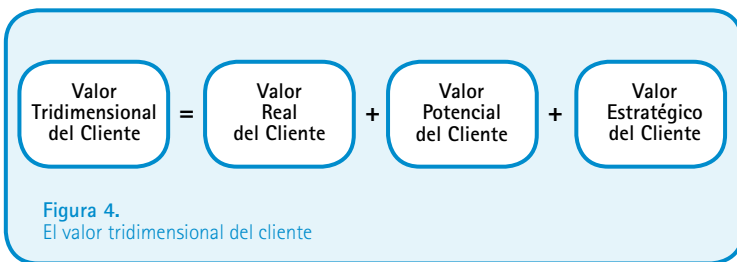 Valor
Tridimensional
del Cliente
=
Valor
Real
del Cliente
+
Valor
Potencial
del Cliente
+
Valor
Estratégico
del Cliente
Figura 4.
El valor tridimensional del cliente